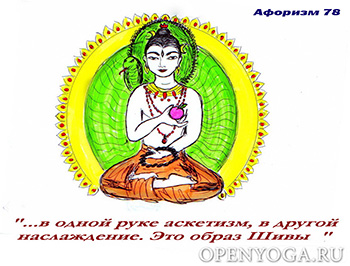 Афоризм 78
"...в одной руке аскетизм, в другой
наслаждение. Это образ Шивы "
OPENYOGA.RU